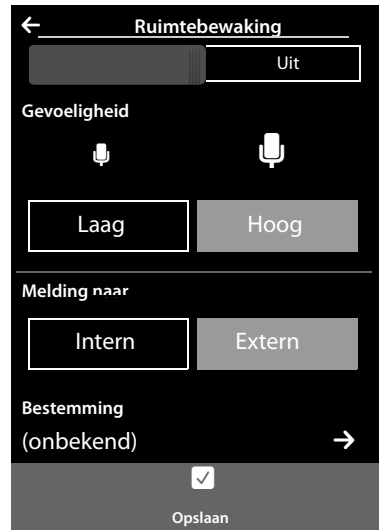 Ruimtebewaking
Uit
Gevoeligheid
Laag Hoog
Melding naar
Intern Extern
Bestemming
(onbekend)
Opslaan